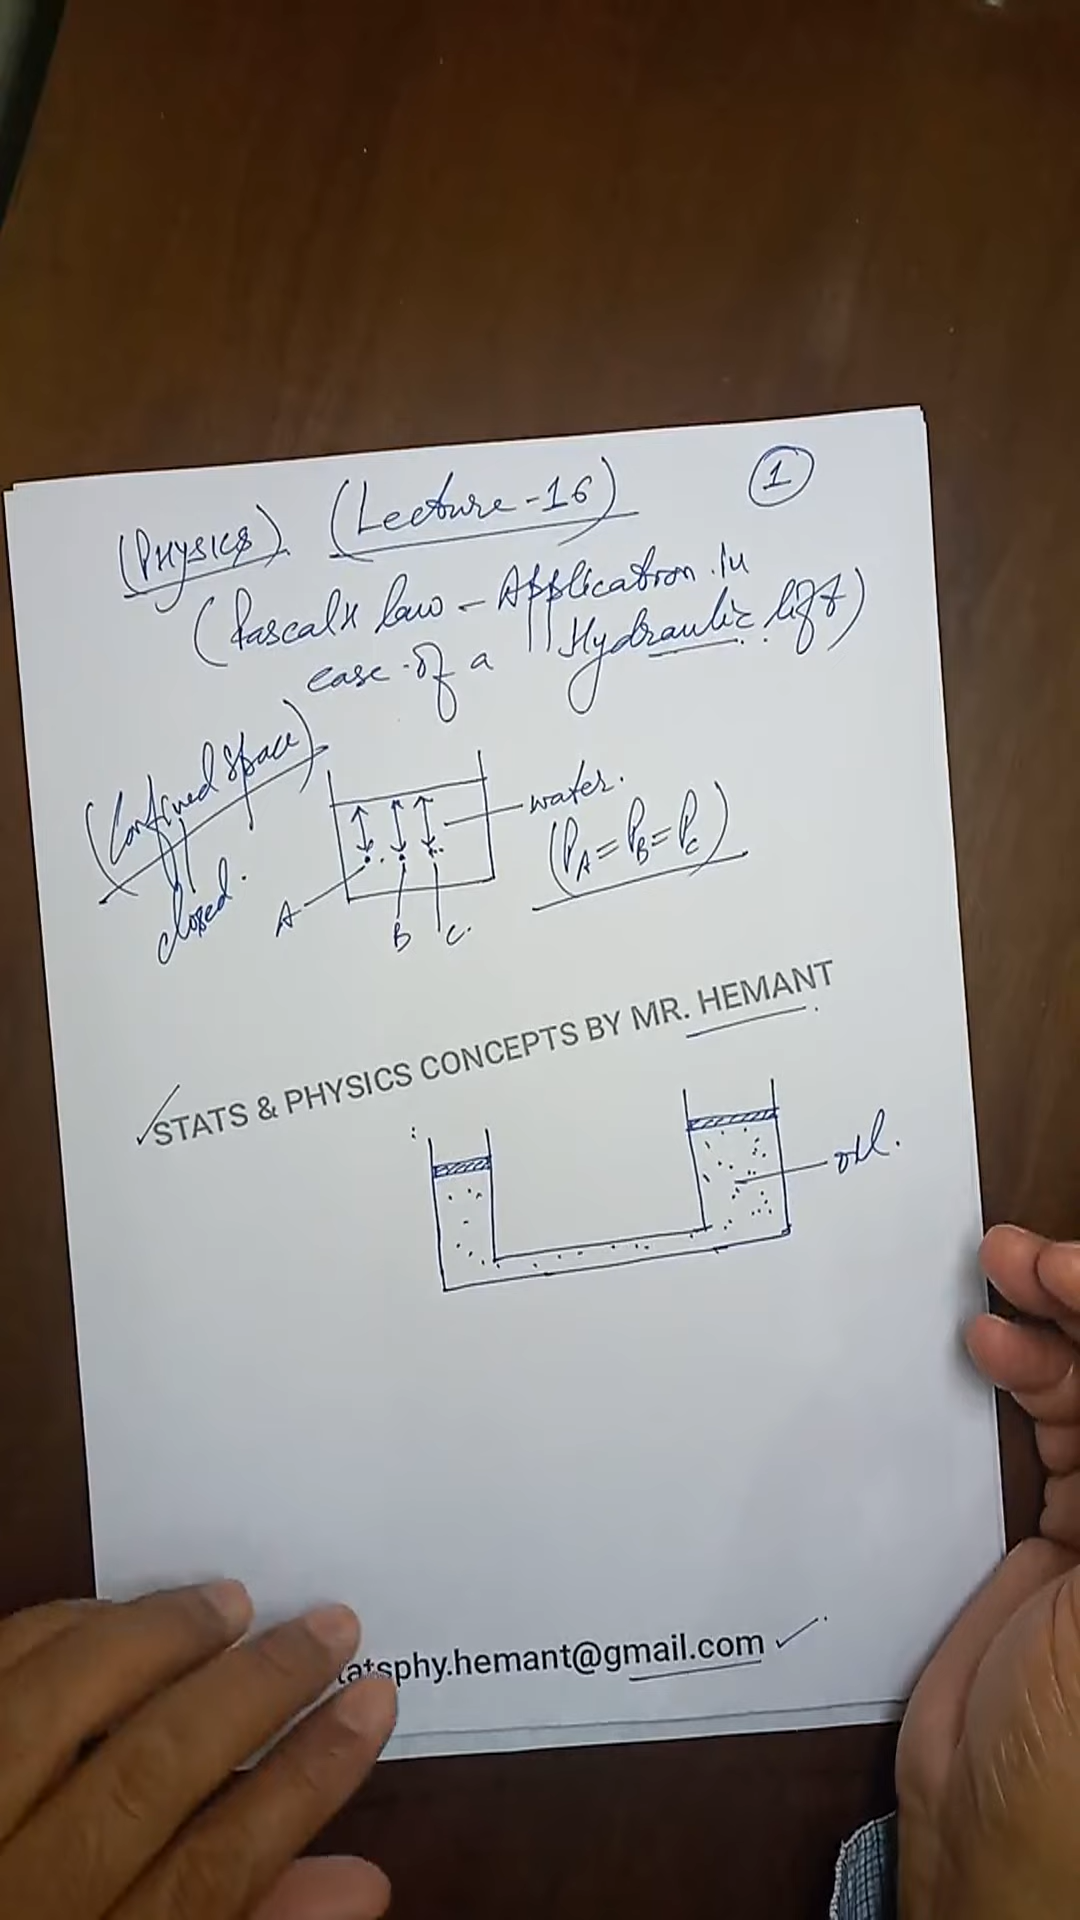 (Physics) (Lecture-16) 1
(Pascal's law - Application in
case of a Hydraulic lift)
(Confined space)
closed.
water.
(PA = PB = PC)
A
B C.
STATS & PHYSICS CONCEPTS BY MR. HEMANT
oil.
tatsphy.hemant@gmail.com